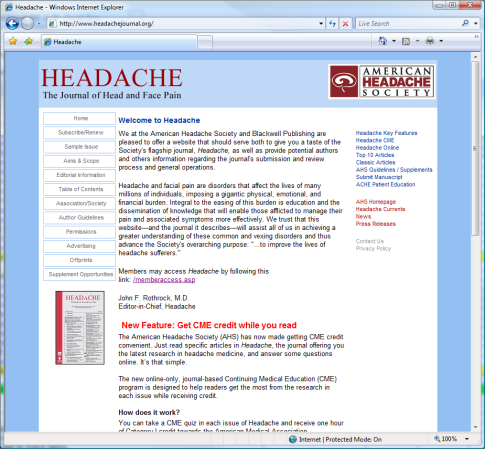 Headache - Windows Internet Explorer
http://www.headachejournal.org/
Live Search
Headache
HEADACHE
The Journal of Head and Face Pain
AMERICAN
HEADACHE
SOCIETY
Home
Subscribe/Renew
Sample Issue
Aims & Scope
Editorial Information
Table of Contents
Association/Society
Author Guidelines
Permissions
Advertising
Offprints
Supplement Opportunities
HEADACHE
Welcome to Headache
We at the American Headache Society and Blackwell Publishing are
pleased to offer a website that should serve both to give you a taste of the
Society's flagship journal, Headache, as well as provide potential authors
and others information regarding the journal's submission and review
process and general operations.
Headache and facial pain are disorders that affect the lives of many
millions of individuals, imposing a gigantic physical, emotional, and
financial burden. Integral to the easing of this burden is education and the
dissemination of knowledge that will enable those afflicted to manage their
pain and associated symptoms more effectively. We trust that this
website—and the journal it describes—will assist all of us in achieving a
greater understanding of these common and vexing disorders and thus
advance the Society's overarching purpose: "...to improve the lives of
headache sufferers."
Members may access Headache by following this
link: /memberaccess.asp
John F. Rothrock, M.D.
Editor-in-Chief, Headache
New Feature: Get CME credit while you read
The American Headache Society (AHS) has now made getting CME credit
convenient. Just read specific articles in Headache, the journal offering you
the latest research in headache medicine, and answer some questions
online. It's that simple.
The new online-only, journal-based Continuing Medical Education (CME)
program is designed to help readers get the most from the research in
each issue while receiving credit.
How does it work?
You can take a CME quiz in each issue of Headache and receive one hour
of Category I credit towards the American Medical Association
Headache Key Features
Headache CME
Headache Online
Top 10 Articles
Classic Articles
AHS Guidelines / Supplements
Submit Manuscript
ACHE Patient Education
AHS Homepage
Headache Currents
News
Press Releases
Contact Us
Privacy Policy
Internet | Protected Mode: On
100%